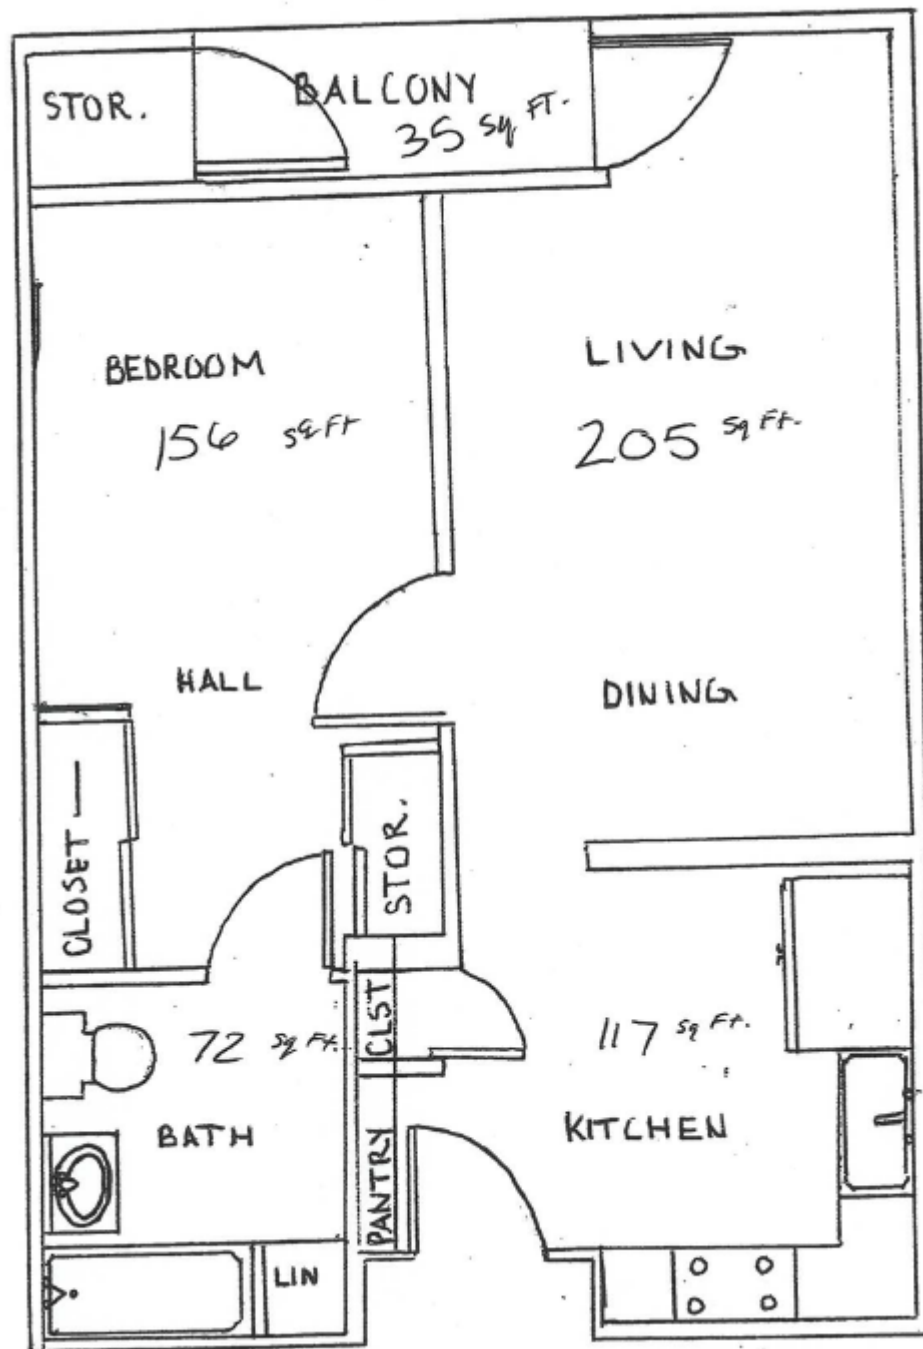 STOR.
BALCONY
35 sq FT.
BEDROOM
156 sq Ft
LIVING
205 sq Ft.
HALL
DINING
CLOSET
STOR.
72 sq Ft.
CLST
117 sq Ft.
BATH
PANTRY
KITCHEN
LIN